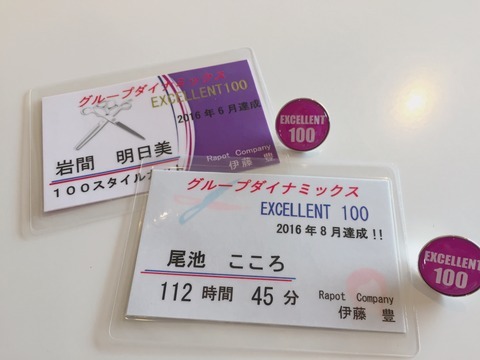 グループダイナミックス
EXCELLENT100
2016年6月達成
岩間 明日美
100スタイル
Rapot Company
伊藤 豊
EXCELLENT
100
グループダイナミックス
EXCELLENT 100
2016年8月達成!!
尾池 こころ
112 時間 45 分
Rapot Company
伊藤 豊
EXCELLENT
100